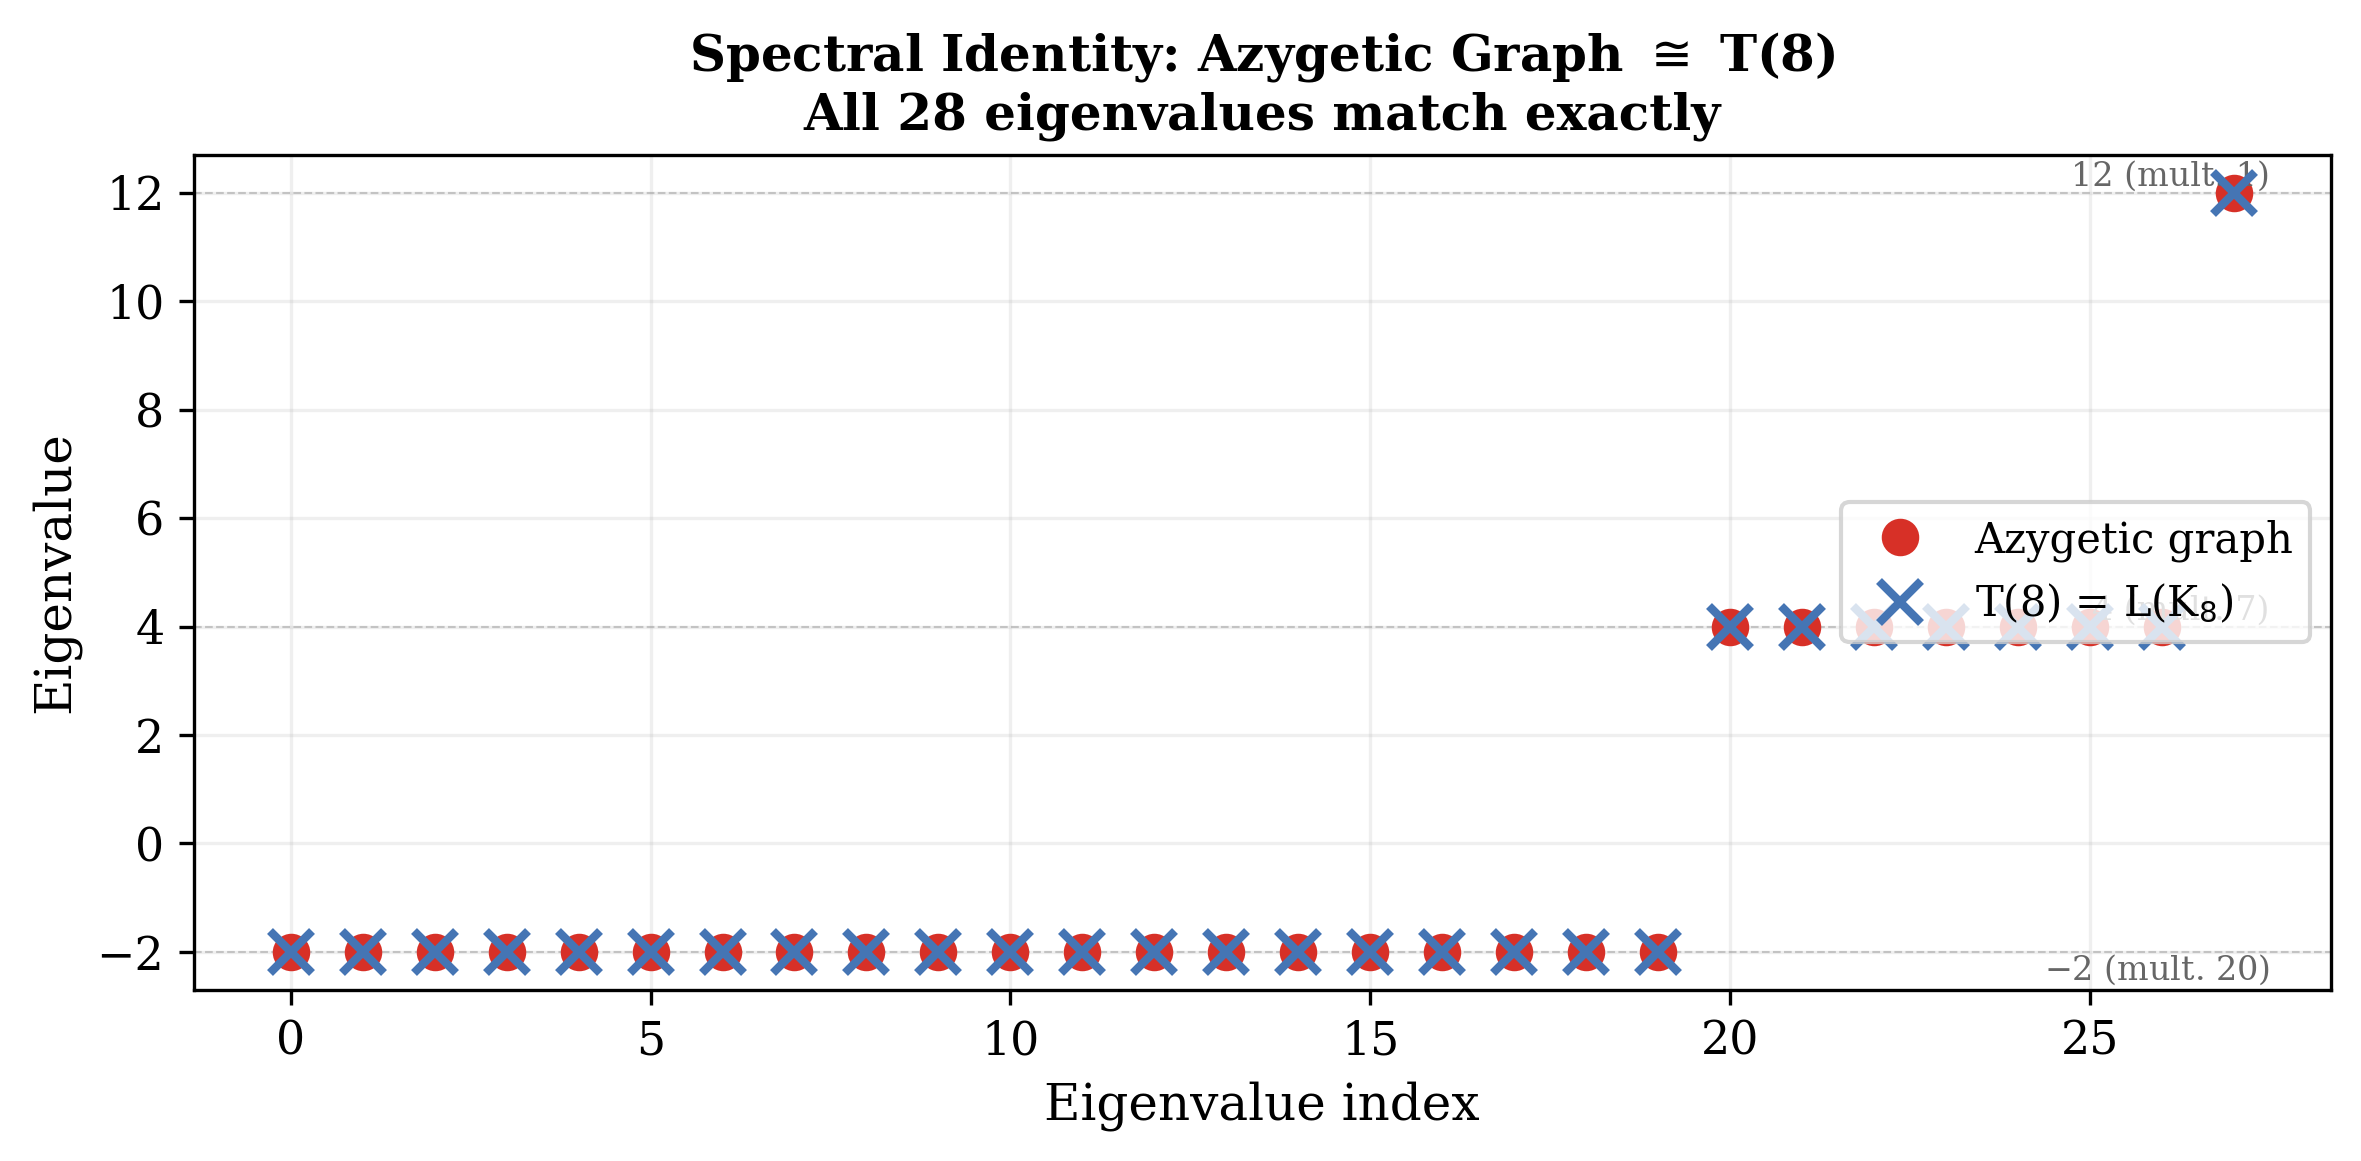 Spectral Identity: Azygetic Graph ≅ T(8)
All 28 eigenvalues match exactly
Eigenvalue
12
10
8
6
4
2
0
−2
12 (mult. 1)
Azygetic graph
T(8) = L(K₈)
7)
−2 (mult. 20)
0
5
10
15
20
25
Eigenvalue index